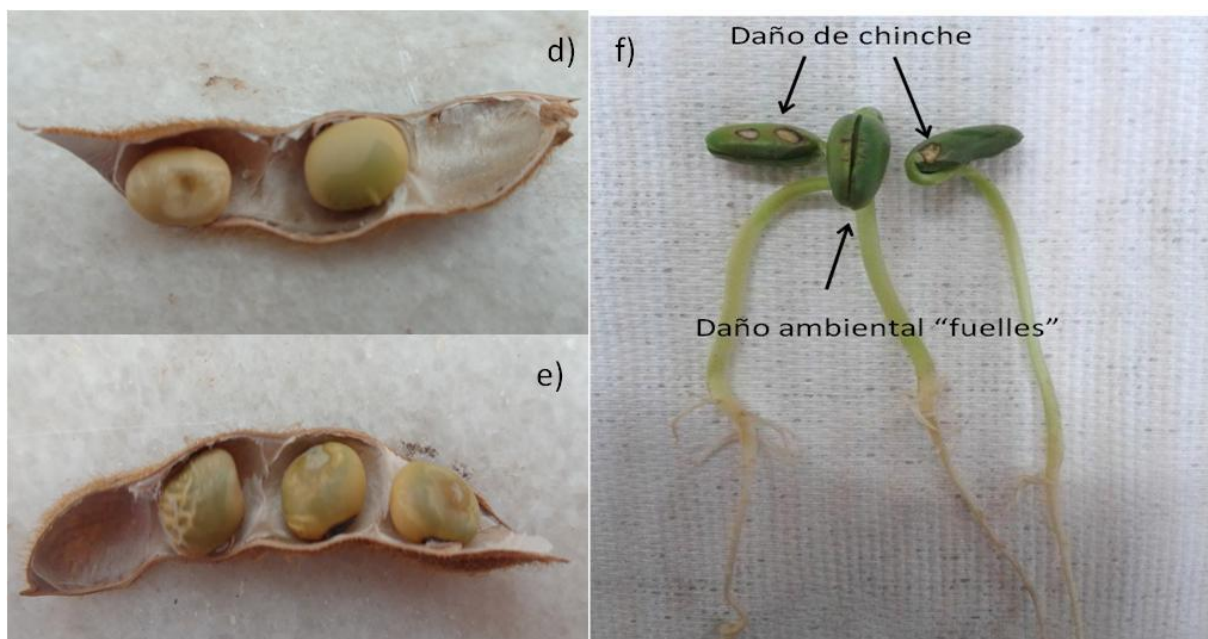 d)
e)
f)
Daño de chinche
Daño ambiental “fuelles”